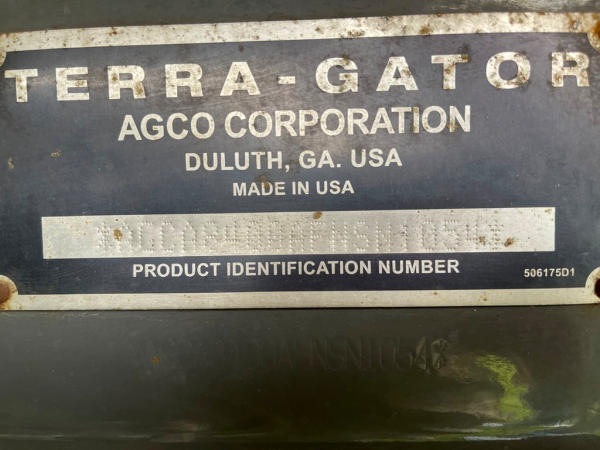 TERRA-GATOR
AGCO CORPORATION
DULUTH, GA. USA
MADE IN USA
PRODUCT IDENTIFICATION NUMBER
506175D1